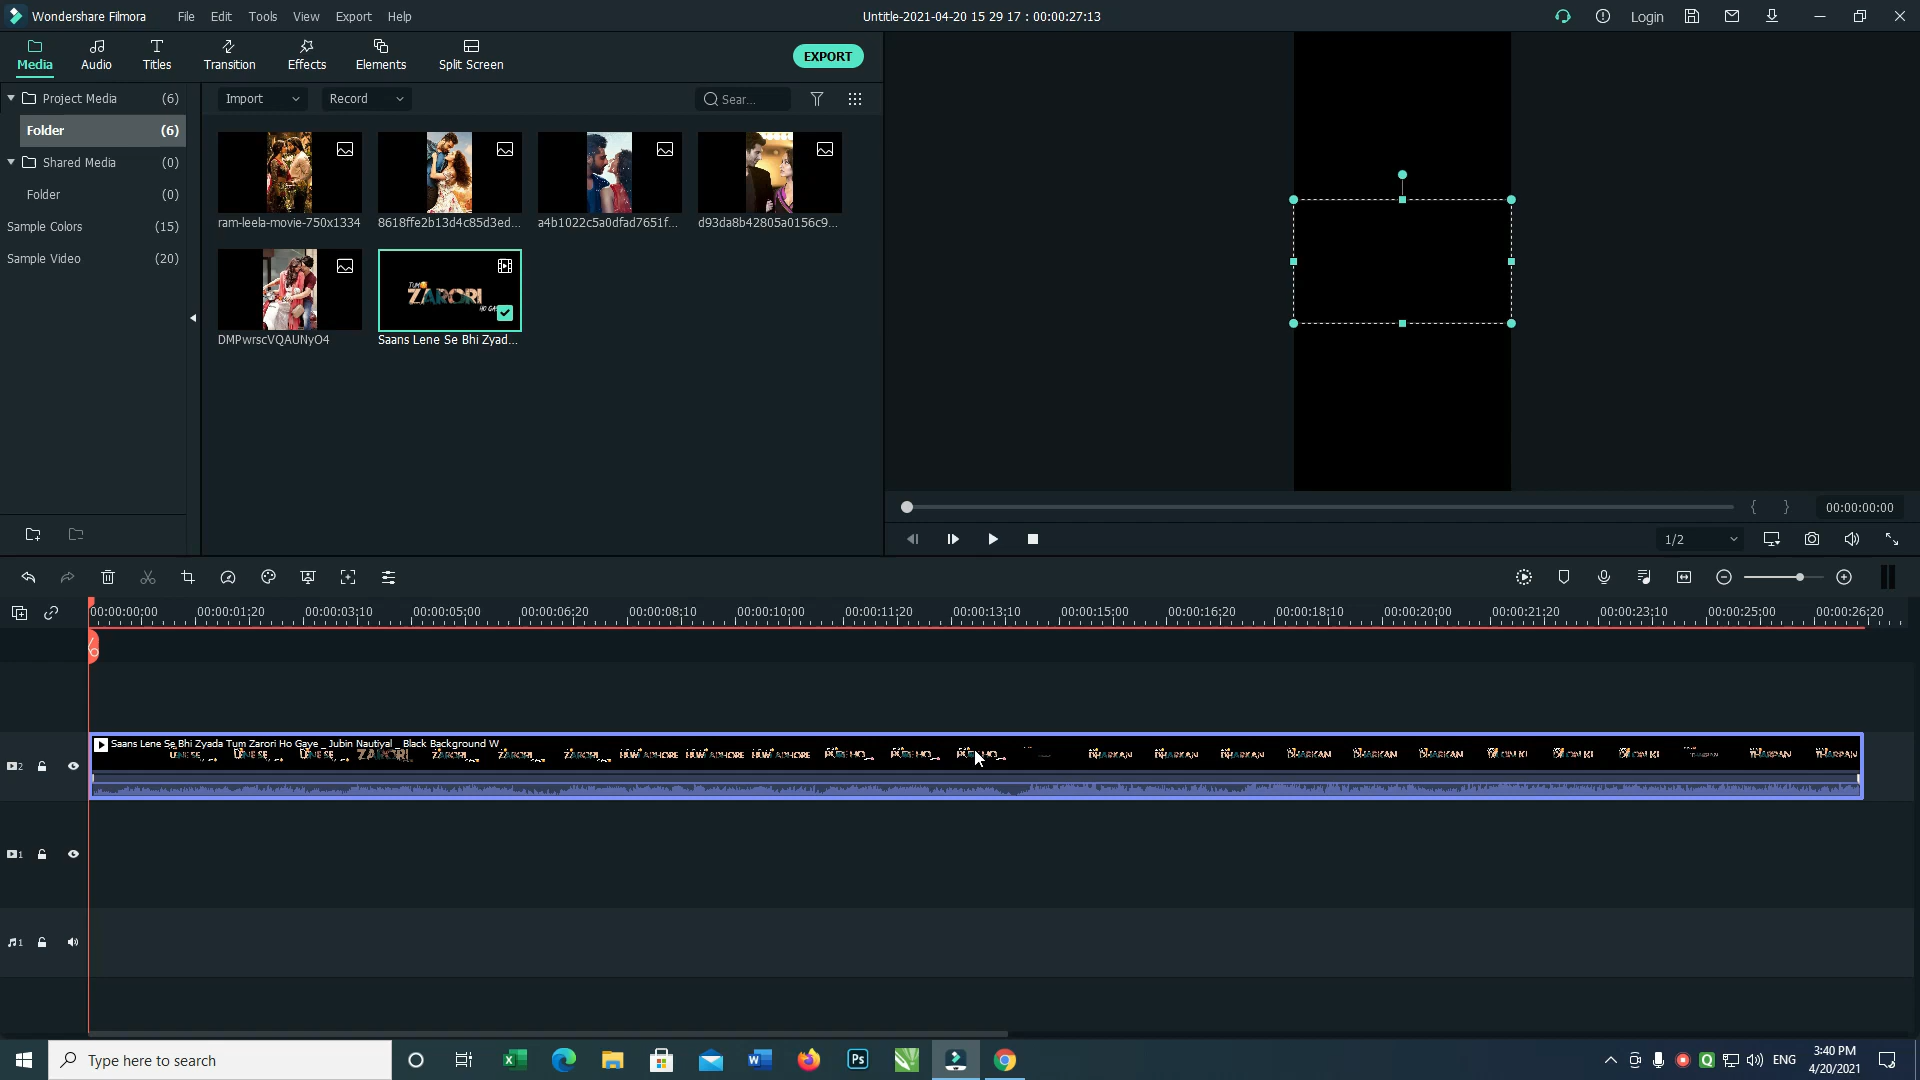 Wondershare Filmora
File Edit Tools View Export Help
Untitle-2021-04-20 15 29 17 : 00:00:27:13
Login
Media
Audio
Titles
Transition
Effects
Elements
Split Screen
EXPORT
Project Media (6)
Folder (6)
Shared Media (0)
Folder (0)
Sample Colors (15)
Sample Video (20)
Import
Record
Sear...
ram-leela-movie-750x1334
8618ffe2b13d4c85d3ed...
a4b1022c5a0dfad7651f...
d93da8b42805a0156c9...
DMPwrscVQAUNyO4
TUM
ZARORI
HO GA
Saans Lene Se Bhi Zyad...
{ }
00:00:00:00
1/2
00:00:00:00 00:00:01:20 00:00:03:10 00:00:05:00 00:00:06:20 00:00:08:10 00:00:10:00 00:00:11:20 00:00:13:10 00:00:15:00 00:00:16:20 00:00:18:10 00:00:20:00 00:00:21:20 00:00:23:10 00:00:25:00 00:00:26:20
Saans Lene Se Bhi Zyada Tum Zarori Ho Gaye _ Jubin Nautiyal _ Black Background W
2
1
1
Type here to search
Ps
ENG
3:40 PM
4/20/2021